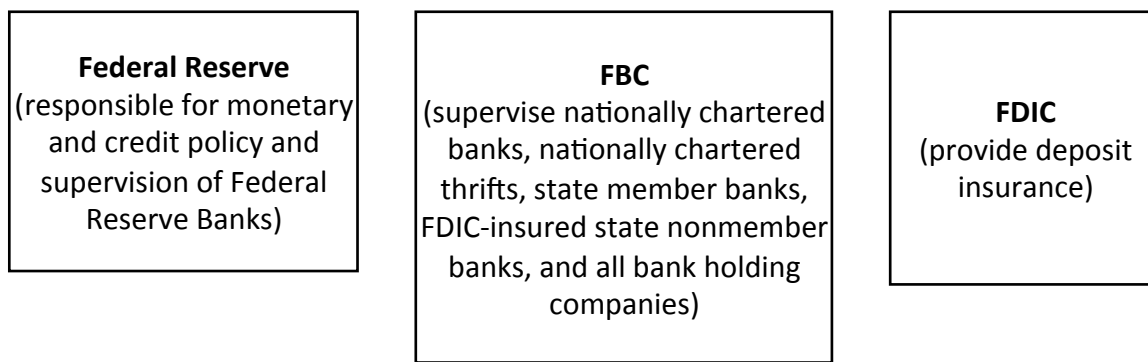 Federal Reserve
(responsible for monetary
and credit policy and
supervision of Federal
Reserve Banks)
FBC
(supervise nationally chartered
banks, nationally chartered
thrifts, state member banks,
FDIC-insured state nonmember
banks, and all bank holding
companies)
FDIC
(provide deposit
insurance)